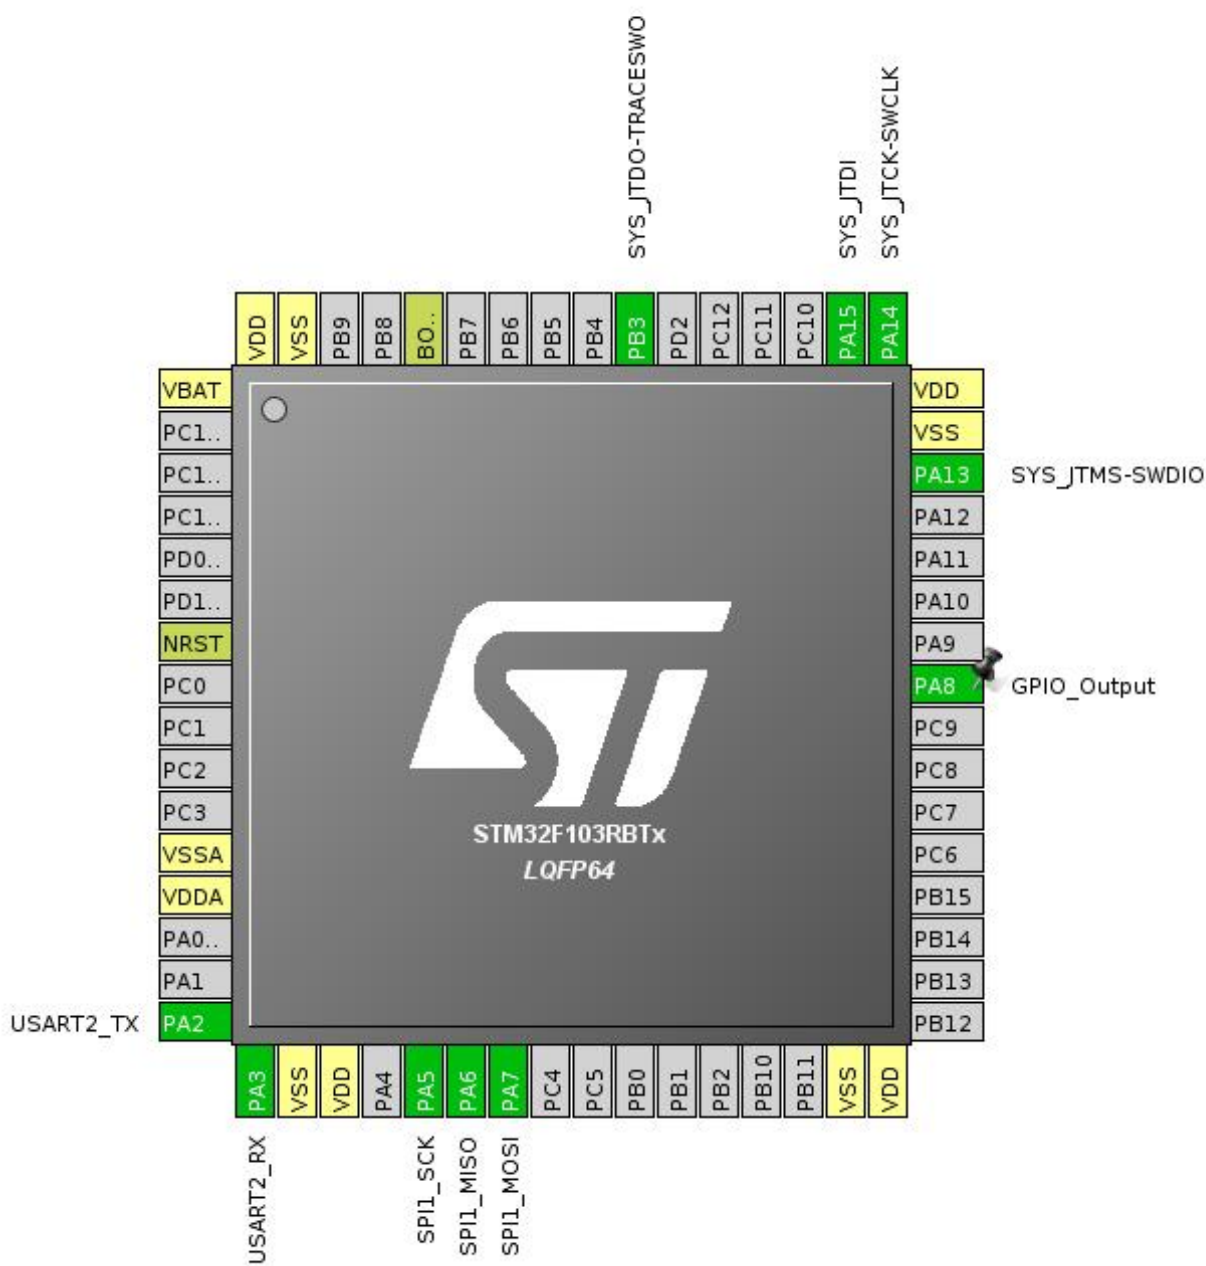 SYS_JTDO-TRACESWO
SYS_JTDI
SYS_JTCK-SWCLK
VDD
VSS
PB9
PB8
BO..
PB7
PB6
PB5
PB4
PB3
PD2
PC12
PC11
PC10
PA15
PA14
VBAT
PC1..
PC1..
PC1..
PD0..
PD1..
NRST
PC0
PC1
PC2
PC3
VSSA
VDDA
PA0..
PA1
USART2_TX PA2
VDD
VSS
PA13 SYS_JTMS-SWDIO
PA12
PA11
PA10
PA9
PA8 GPIO_Output
PC9
PC8
PC7
PC6
PB15
PB14
PB13
PB12
ST
STM32F103RBTx
LQFP64
PA3
VSS
VDD
PA4
PA5
PA6
PA7
PC4
PC5
PB0
PB1
PB2
PB10
PB11
VSS
VDD
USART2_RX
SPI1_SCK
SPI1_MISO
SPI1_MOSI